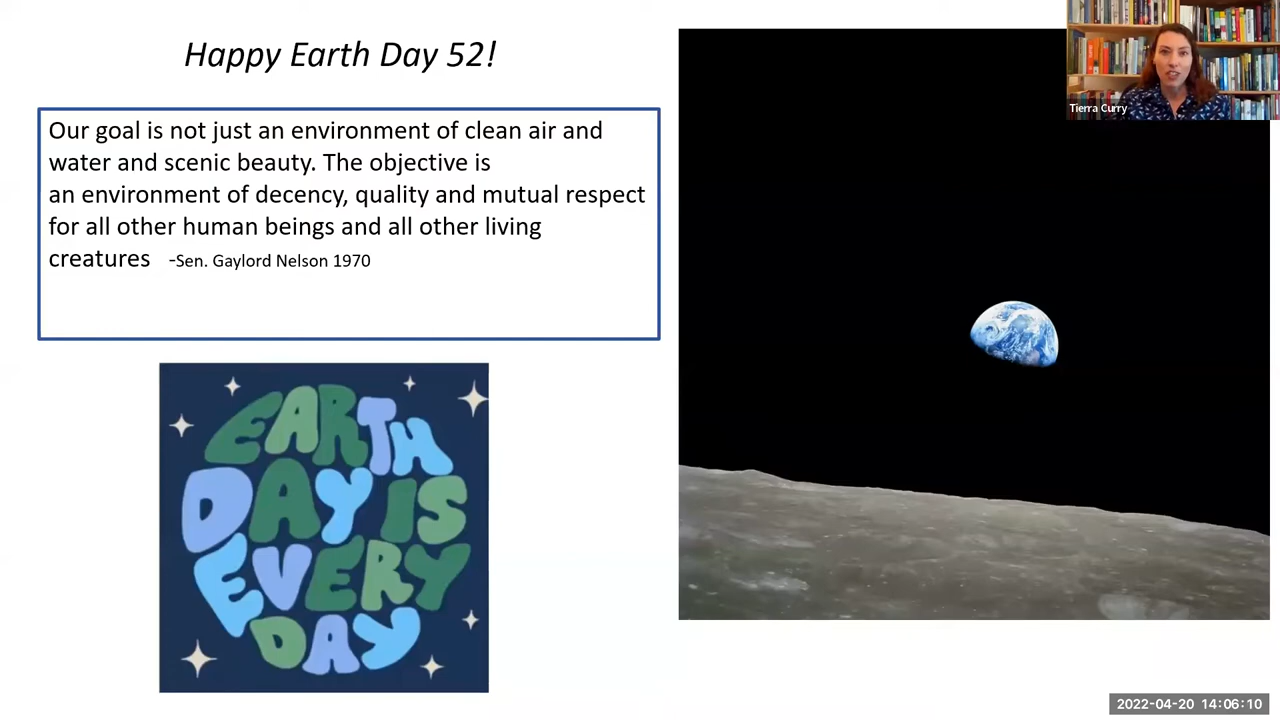 Happy Earth Day 52!
Our goal is not just an environment of clean air and
water and scenic beauty. The objective is
an environment of decency, quality and mutual respect
for all other human beings and all other living
creatures -Sen. Gaylord Nelson 1970
EARTH
DAY IS
EVERY
DAY
Tierra Curry
2022-04-20 14:06:10